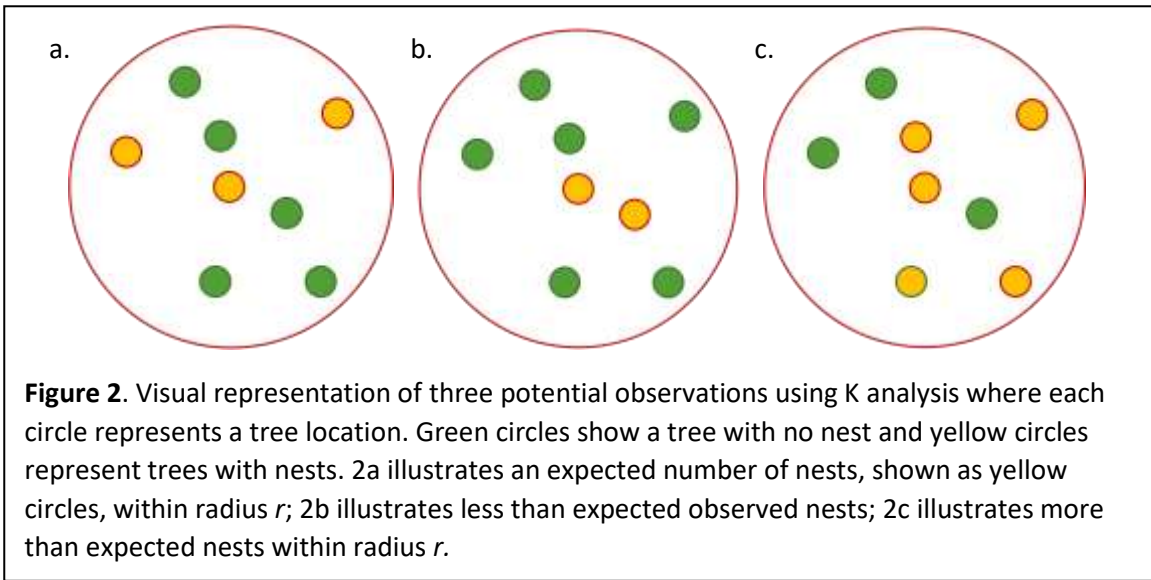 a. b. c.
Figure 2. Visual representation of three potential observations using K analysis where each
circle represents a tree location. Green circles show a tree with no nest and yellow circles
represent trees with nests. 2a illustrates an expected number of nests, shown as yellow
circles, within radius r; 2b illustrates less than expected observed nests; 2c illustrates more
than expected nests within radius r.